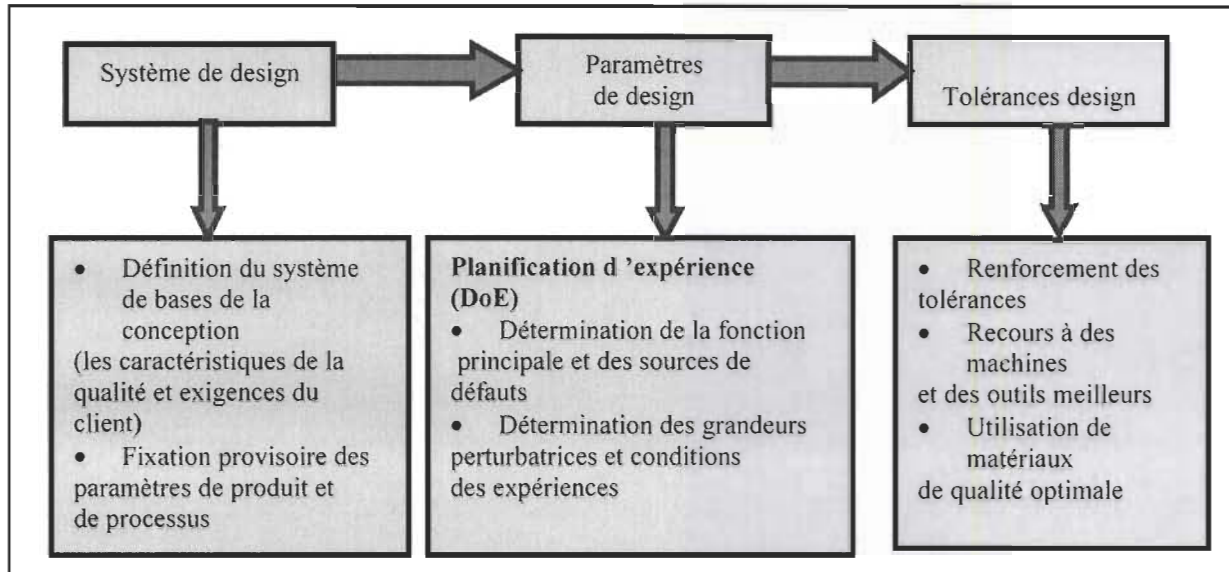 Système de design
Paramètres
de design
Tolérances design
• Définition du système
de bases de la
conception
(les caractéristiques de la
qualité et exigences du
client)
• Fixation provisoire des
paramètres de produit et
de processus
Planification d 'expérience
(DoE)
• Détermination de la fonction
principale et des sources de
défauts
• Détermination des grandeurs
perturbatrices et conditions
des expériences
• Renforcement des
tolérances
• Recours à des
machines
et des outils meilleurs
• Utilisation de
matériaux
de qualité optimale